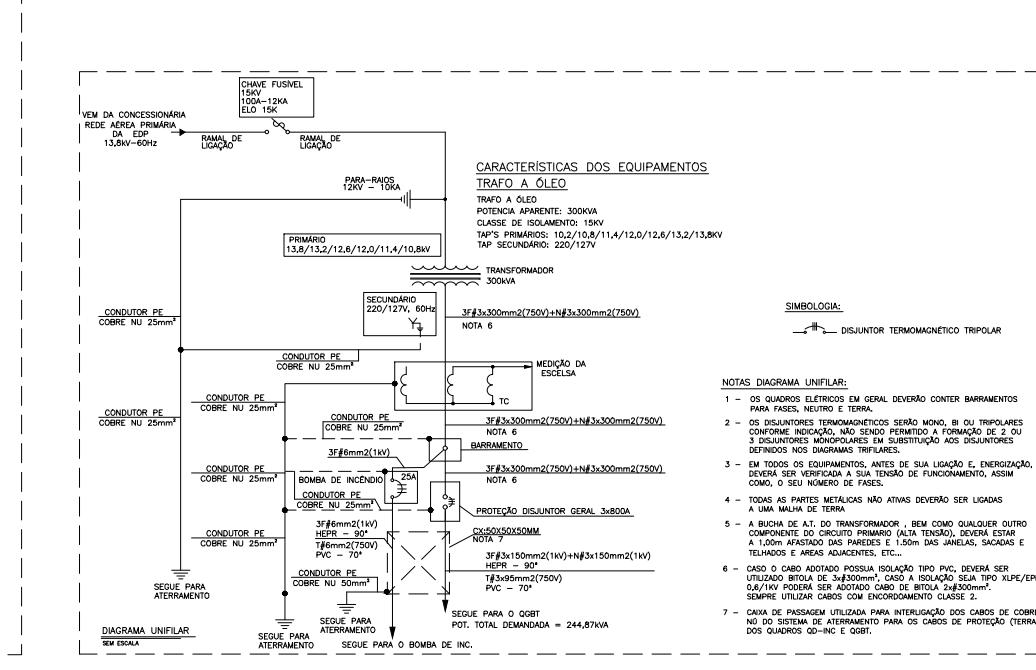 CHAVE FUSÍVEL
15KV
100A-12KA
ELO 15K
VEM DA CONCESSIONÁRIA
REDE AÉREA PRIMÁRIA
DA EDP
13,8kV-60Hz
RAMAL DE
LIGAÇÃO
RAMAL DE
LIGAÇÃO
PARA-RAIOS
12KV - 10KA
CARACTERÍSTICAS DOS EQUIPAMENTOS
TRAFO A ÓLEO
TRAFO A ÓLEO
POTENCIA APARENTE: 300KVA
CLASSE DE ISOLAMENTO: 15KV
TAP'S PRIMÁRIOS: 10,2/10,8/11,4/12,0/12,6/13,2/13,8KV
TAP SECUNDÁRIO: 220/127V
PRIMÁRIO
13,8/13,2/12,6/12,0/11,4/10,8kV
TRANSFORMADOR
300kVA
SECUNDÁRIO
220/127V, 60Hz
CONDUTOR PE
COBRE NU 25mm²
3F#3x300mm2(750V)+N#3x300mm2(750V)
NOTA 6
SIMBOLOGIA:
DISJUNTOR TERMOMAGNÉTICO TRIPOLAR
CONDUTOR PE
COBRE NU 25mm²
MEDIÇÃO DA
ESCELSA
TC
CONDUTOR PE
COBRE NU 25mm²
CONDUTOR PE
COBRE NU 25mm²
CONDUTOR PE
COBRE NU 25mm²
3F#3x300mm2(750V)+N#3x300mm2(750V)
NOTA 6
BARRAMENTO
3F#6mm2(1kV)
CONDUTOR PE
COBRE NU 25mm²
BOMBA DE INCÊNDIO
25A
3F#3x300mm2(750V)+N#3x300mm2(750V)
NOTA 6
CONDUTOR PE
COBRE NU 25mm²
PROTEÇÃO DISJUNTOR GERAL 3x800A
CONDUTOR PE
COBRE NU 25mm²
3F#6mm2(1kV)
HEPR - 90°
T#6mm2(750V)
PVC - 70°
CX:50X50X50MM
NOTA 7
3F#3x150mm2(1kV)+N#3x150mm2(1kV)
HEPR - 90°
T#3x95mm2(750V)
PVC - 70°
CONDUTOR PE
COBRE NU 50mm²
SEGUE PARA
ATERRAMENTO
SEGUE PARA
ATERRAMENTO
SEGUE PARA
ATERRAMENTO
SEGUE PARA O QGBT
POT. TOTAL DEMANDADA = 244,87kVA
SEGUE PARA O BOMBA DE INC.
DIAGRAMA UNIFILAR
SEM ESCALA
NOTAS DIAGRAMA UNIFILAR:
1 - OS QUADROS ELÉTRICOS EM GERAL DEVERÃO CONTER BARRAMENTOS
PARA FASES, NEUTRO E TERRA.
2 - OS DISJUNTORES TERMOMAGNÉTICOS SERÃO MONO, BI OU TRIPOLARES
CONFORME INDICAÇÃO, NÃO SENDO PERMITIDO A FORMAÇÃO DE 2 OU
3 DISJUNTORES MONOPOLARES EM SUBSTITUIÇÃO AOS DISJUNTORES
DEFINIDOS NOS DIAGRAMAS TRIFILARES.
3 - EM TODOS OS EQUIPAMENTOS, ANTES DE SUA LIGAÇÃO E, ENERGIZAÇÃO,
DEVERÁ SER VERIFICADA A SUA TENSÃO DE FUNCIONAMENTO, ASSIM
COMO, O SEU NÚMERO DE FASES.
4 - TODAS AS PARTES METÁLICAS NÃO ATIVAS DEVERÃO SER LIGADAS
A UMA MALHA DE TERRA
5 - A BUCHA DE A.T. DO TRANSFORMADOR , BEM COMO QUALQUER OUTRO
COMPONENTE DO CIRCUITO PRIMARIO (ALTA TENSÃO), DEVERÁ ESTAR
A 1,00m AFASTADO DAS PAREDES E 1.50m DAS JANELAS, SACADAS E
TELHADOS E AREAS ADJACENTES, ETC...
6 - CASO O CABO ADOTADO POSSUA ISOLAÇÃO TIPO PVC, DEVERÁ SER
UTILIZADO BITOLA DE 3x#300mm², CASO A ISOLAÇÃO SEJA TIPO XLPE/EP
0,6/1KV PODERÁ SER ADOTADO CABO DE BITOLA 2x#300mm².
SEMPRE UTILIZAR CABOS COM ENCORDOAMENTO CLASSE 2.
7 - CAIXA DE PASSAGEM UTILIZADA PARA INTERLIGAÇÃO DOS CABOS DE COBRE
NÚ DO SISTEMA DE ATERRAMENTO PARA OS CABOS DE PROTEÇÃO (TERRA
DOS QUADROS QD-INC E QGBT.